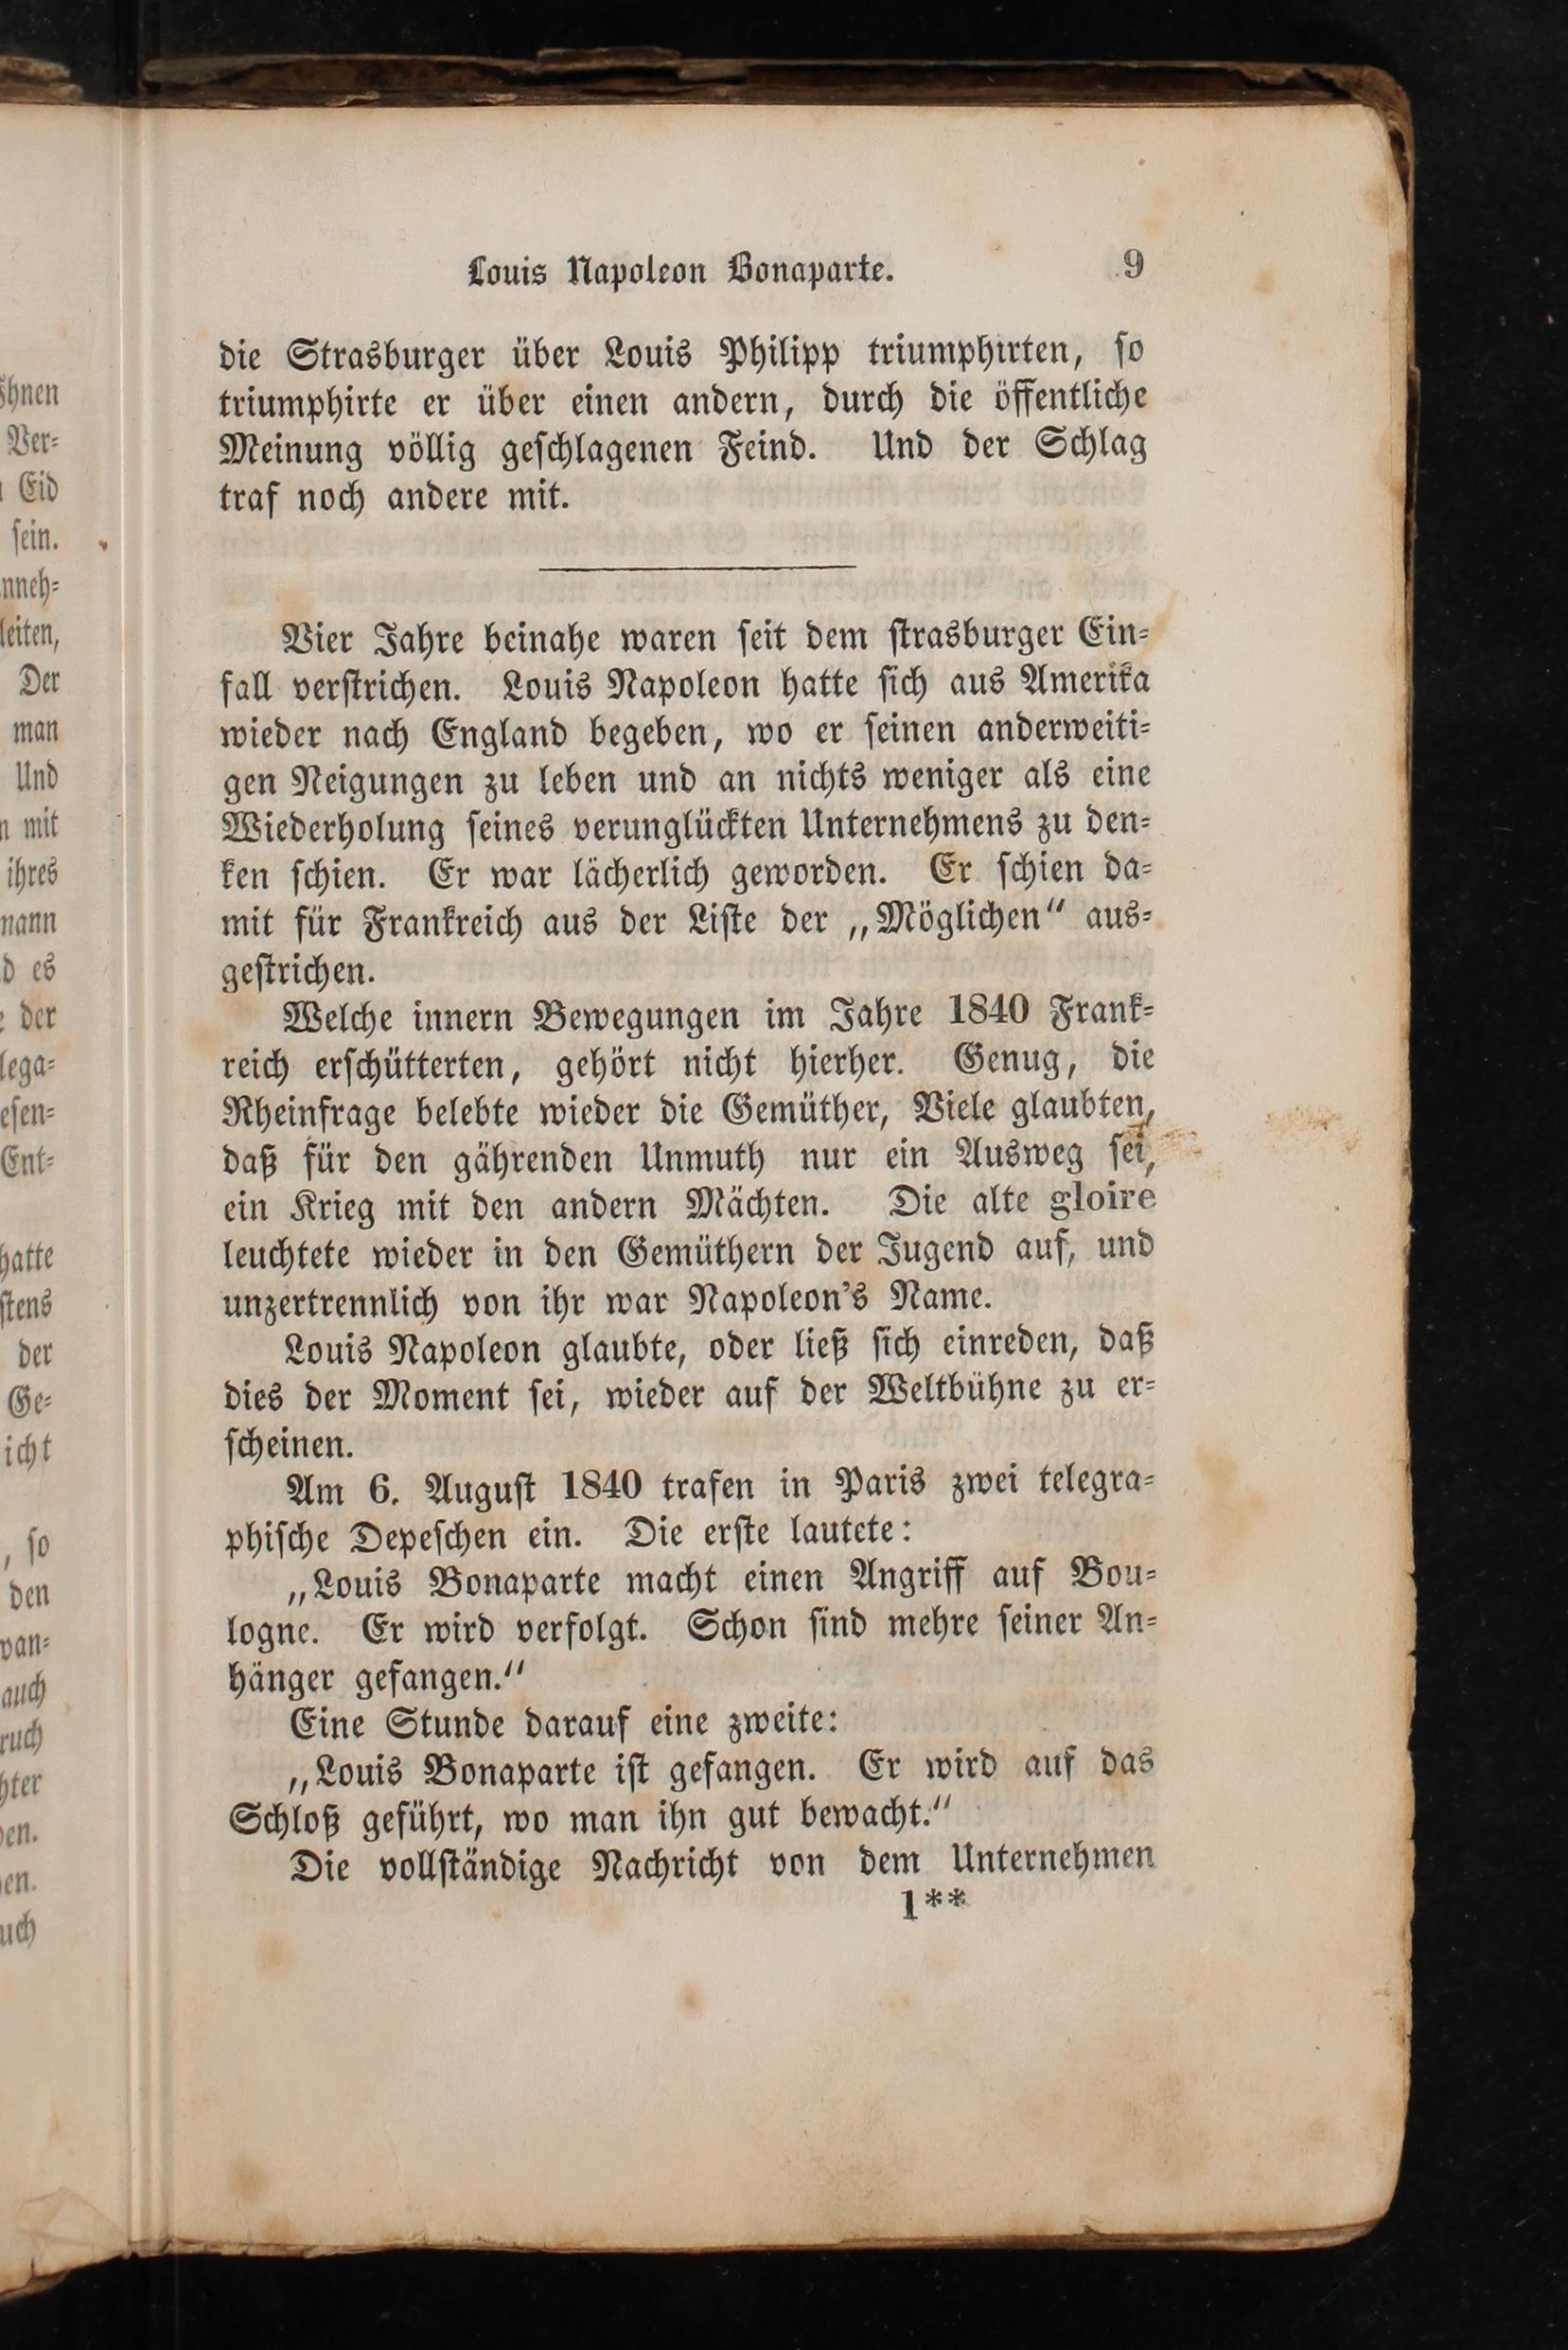 Louis Napoleon Bonaparte. 9
die Strasburger über Louis Philipp triumphirten, so
triumphirte er über einen andern, durch die öffentliche
Meinung völlig geschlagenen Feind. Und der Schlag
traf noch andere mit.
Vier Jahre beinahe waren seit dem strasburger Ein-
fall verstrichen. Louis Napoleon hatte sich aus Amerika
wieder nach England begeben, wo er seinen anderweiti-
gen Neigungen zu leben und an nichts weniger als eine
Wiederholung seines verunglückten Unternehmens zu den-
ken schien. Er war lächerlich geworden. Er schien da-
mit für Frankreich aus der Liste der „Möglichen“ aus-
gestrichen.
Welche innern Bewegungen im Jahre 1840 Frank-
reich erschütterten, gehört nicht hierher. Genug, die
Rheinfrage belebte wieder die Gemüther, Viele glaubten,
daß für den gährenden Unmuth nur ein Ausweg sei,
ein Krieg mit den andern Mächten. Die alte gloire
leuchtete wieder in den Gemüthern der Jugend auf, und
unzertrennlich von ihr war Napoleon's Name.
Louis Napoleon glaubte, oder ließ sich einreden, daß
dies der Moment sei, wieder auf der Weltbühne zu er-
scheinen.
Am 6. August 1840 trafen in Paris zwei telegra-
phische Depeschen ein. Die erste lautete:
„Louis Bonaparte macht einen Angriff auf Bou-
logne. Er wird verfolgt. Schon sind mehre seiner An-
hänger gefangen.“
Eine Stunde darauf eine zweite:
„Louis Bonaparte ist gefangen. Er wird auf das
Schloß geführt, wo man ihn gut bewacht.“
Die vollständige Nachricht von dem Unternehmen
1**